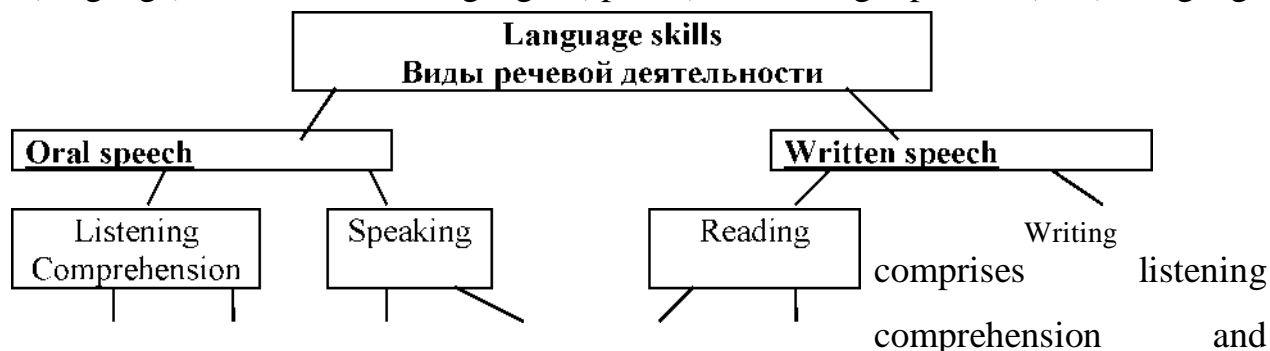 Language skills
Виды речевой деятельности
Oral speech
Written speech
Listening
Comprehension
Speaking
Reading
Writing
comprises listening
comprehension and